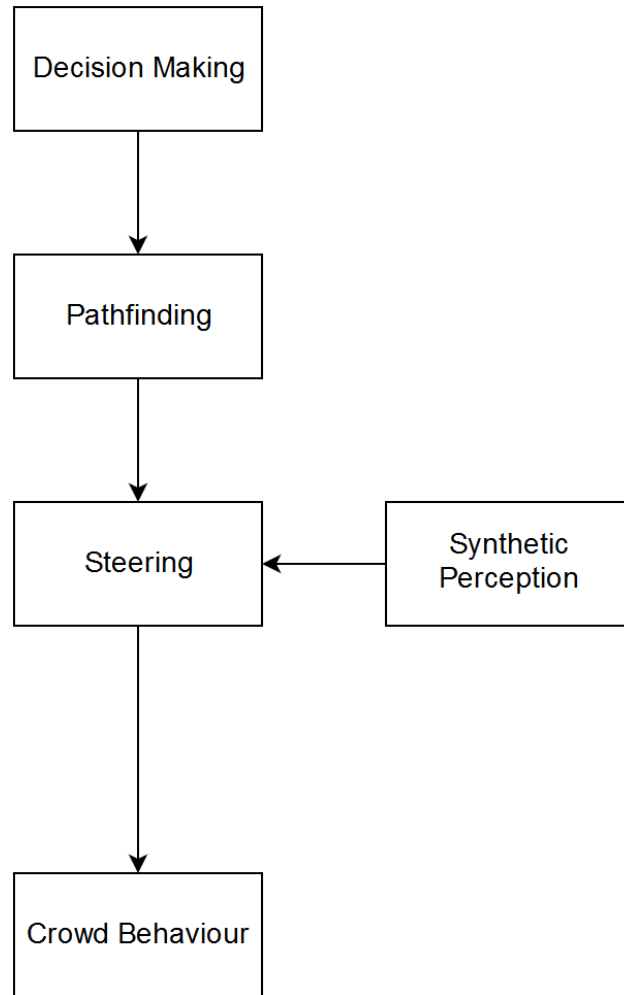 Decision Making
Pathfinding
Steering
Synthetic
Perception
Crowd Behaviour